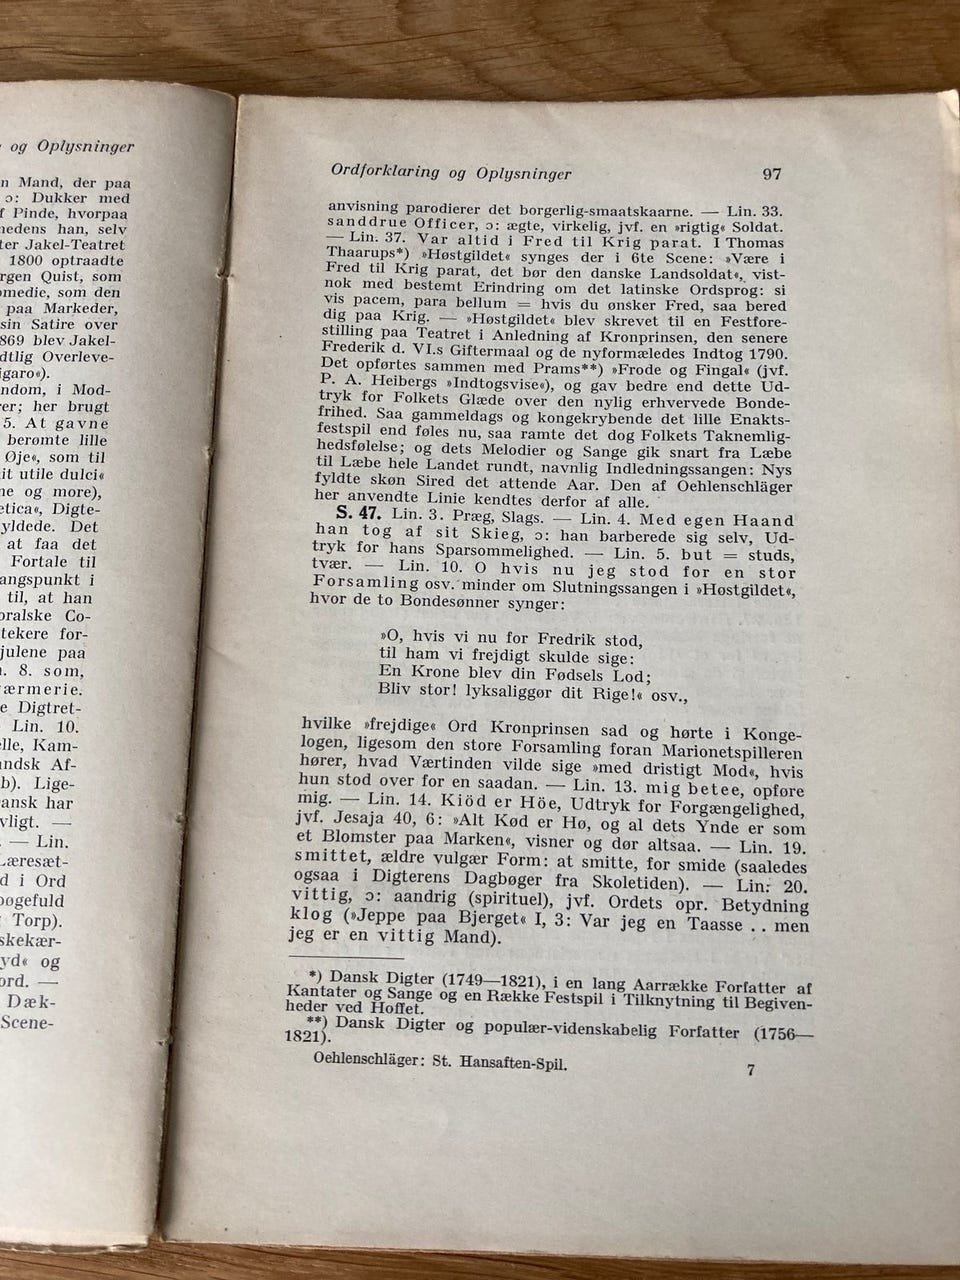 og Oplysninger
n Mand, der paa
ɔ: Dukker med
f Pinde, hvorpaa
nedens han, selv
ter Jakel-Teatret
1800 optraadte
rgen Quist, som
omedie, som den
paa Markeder,
sin Satire over
869 blev Jakel-
dtlig Overleve-
igaro«).
ndom, i Mod-
rer; her brugt
5. At gavne
berømte lille
Øje«, som til
it utile dulci«
ne og more),
etica«, Digte-
yldede. Det
at faa det
Fortale til
angspunkt i
til, at han
oralske Co-
tekere for-
julene paa
. 8. som,
ærmerie.
e Digtret-
Lin. 10.
lle, Kam-
andsk Af-
b). Lige-
ansk har
vligt. —
. — Lin.
Læresæt-
d i Ord
bogefuld
Torp).
skekær-
yd« og
ord. —
Dæk-
Scene-
Ordforklaring og Oplysninger 97
anvisning parodierer det borgerlig-smaatskaarne. — Lin. 33.
sanddrue Officer, ɔ: ægte, virkelig, jvf. en »rigtig« Soldat.
— Lin. 37. Var altid i Fred til Krig parat. I Thomas
Thaarups*) »Høstgildet« synges der i 6te Scene: »Være i
Fred til Krig parat, det bør den danske Landsoldat«, vist-
nok med bestemt Erindring om det latinske Ordsprog: si
vis pacem, para bellum = hvis du ønsker Fred, saa bered
dig paa Krig. — »Høstgildet« blev skrevet til en Festfore-
stilling paa Teatret i Anledning af Kronprinsen, den senere
Frederik d. VI.s Giftermaal og de nyformæledes Indtog 1790.
Det opførtes sammen med Prams**) »Frode og Fingal« (jvf.
P. A. Heibergs »Indtogsvise«), og gav bedre end dette Ud-
tryk for Folkets Glæde over den nylig erhvervede Bonde-
frihed. Saa gammeldags og kongekrybende det lille Enakts-
festspil end føles nu, saa ramte det dog Folkets Taknemlig-
hedsfølelse; og dets Melodier og Sange gik snart fra Læbe
til Læbe hele Landet rundt, navnlig Indledningssangen: Nys
fyldte skøn Sired det attende Aar. Den af Oehlenschläger
her anvendte Linie kendtes derfor af alle.
S. 47. Lin. 3. Præg, Slags. — Lin. 4. Med egen Haand
han tog af sit Skieg, ɔ: han barberede sig selv, Ud-
tryk for hans Sparsommelighed. — Lin. 5. but = studs,
tvær. — Lin. 10. O hvis nu jeg stod for en stor
Forsamling osv. minder om Slutningssangen i »Høstgildet«,
hvor de to Bondesønner synger:
»O, hvis vi nu for Fredrik stod,
til ham vi frejdigt skulde sige:
En Krone blev din Fødsels Lod;
Bliv stor! lyksaliggør dit Rige!« osv.,
hvilke »frejdige« Ord Kronprinsen sad og hørte i Konge-
logen, ligesom den store Forsamling foran Marionetspilleren
hører, hvad Værtinden vilde sige »med dristigt Mod«, hvis
hun stod over for en saadan. — Lin. 13. mig betee, opføre
mig. — Lin. 14. Kiöd er Höe, Udtryk for Forgængelighed,
jvf. Jesaja 40, 6: »Alt Kød er Hø, og al dets Ynde er som
et Blomster paa Marken«, visner og dør altsaa. — Lin. 19.
smittet, ældre vulgær Form: at smitte, for smide (saaledes
ogsaa i Digterens Dagbøger fra Skoletiden). — Lin. 20.
vittig, ɔ: aandrig (spirituel), jvf. Ordets opr. Betydning
klog (»Jeppe paa Bjerget« I, 3: Var jeg en Taasse .. men
jeg er en vittig Mand).
*) Dansk Digter (1749—1821), i en lang Aarrække Forfatter af
Kantater og Sange og en Række Festspil i Tilknytning til Begiven-
heder ved Hoffet.
**) Dansk Digter og populær-videnskabelig Forfatter (1756—
1821).
Oehlenschläger: St. Hansaften-Spil. 7